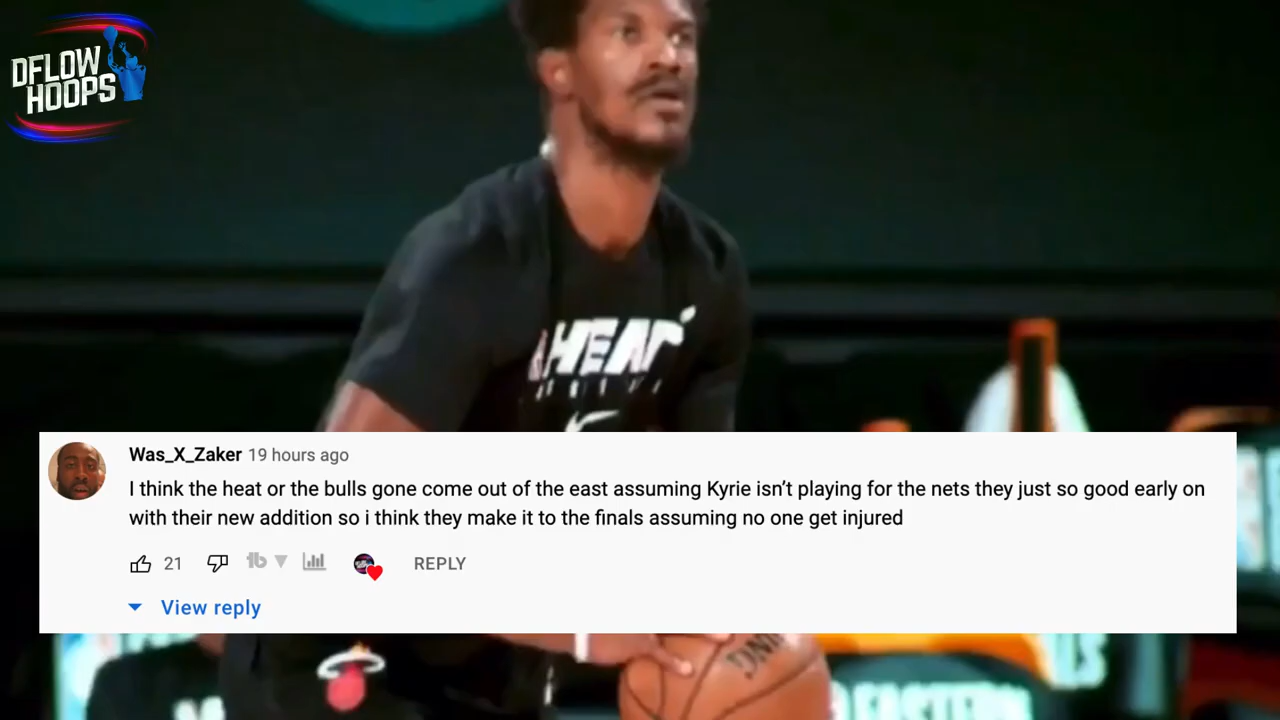 DFLOW
HOOPS
HEAT
Was_X_Zaker 19 hours ago
I think the heat or the bulls gone come out of the east assuming Kyrie isn’t playing for the nets they just so good early on
with their new addition so i think they make it to the finals assuming no one get injured
21
REPLY
View reply
EASTERN